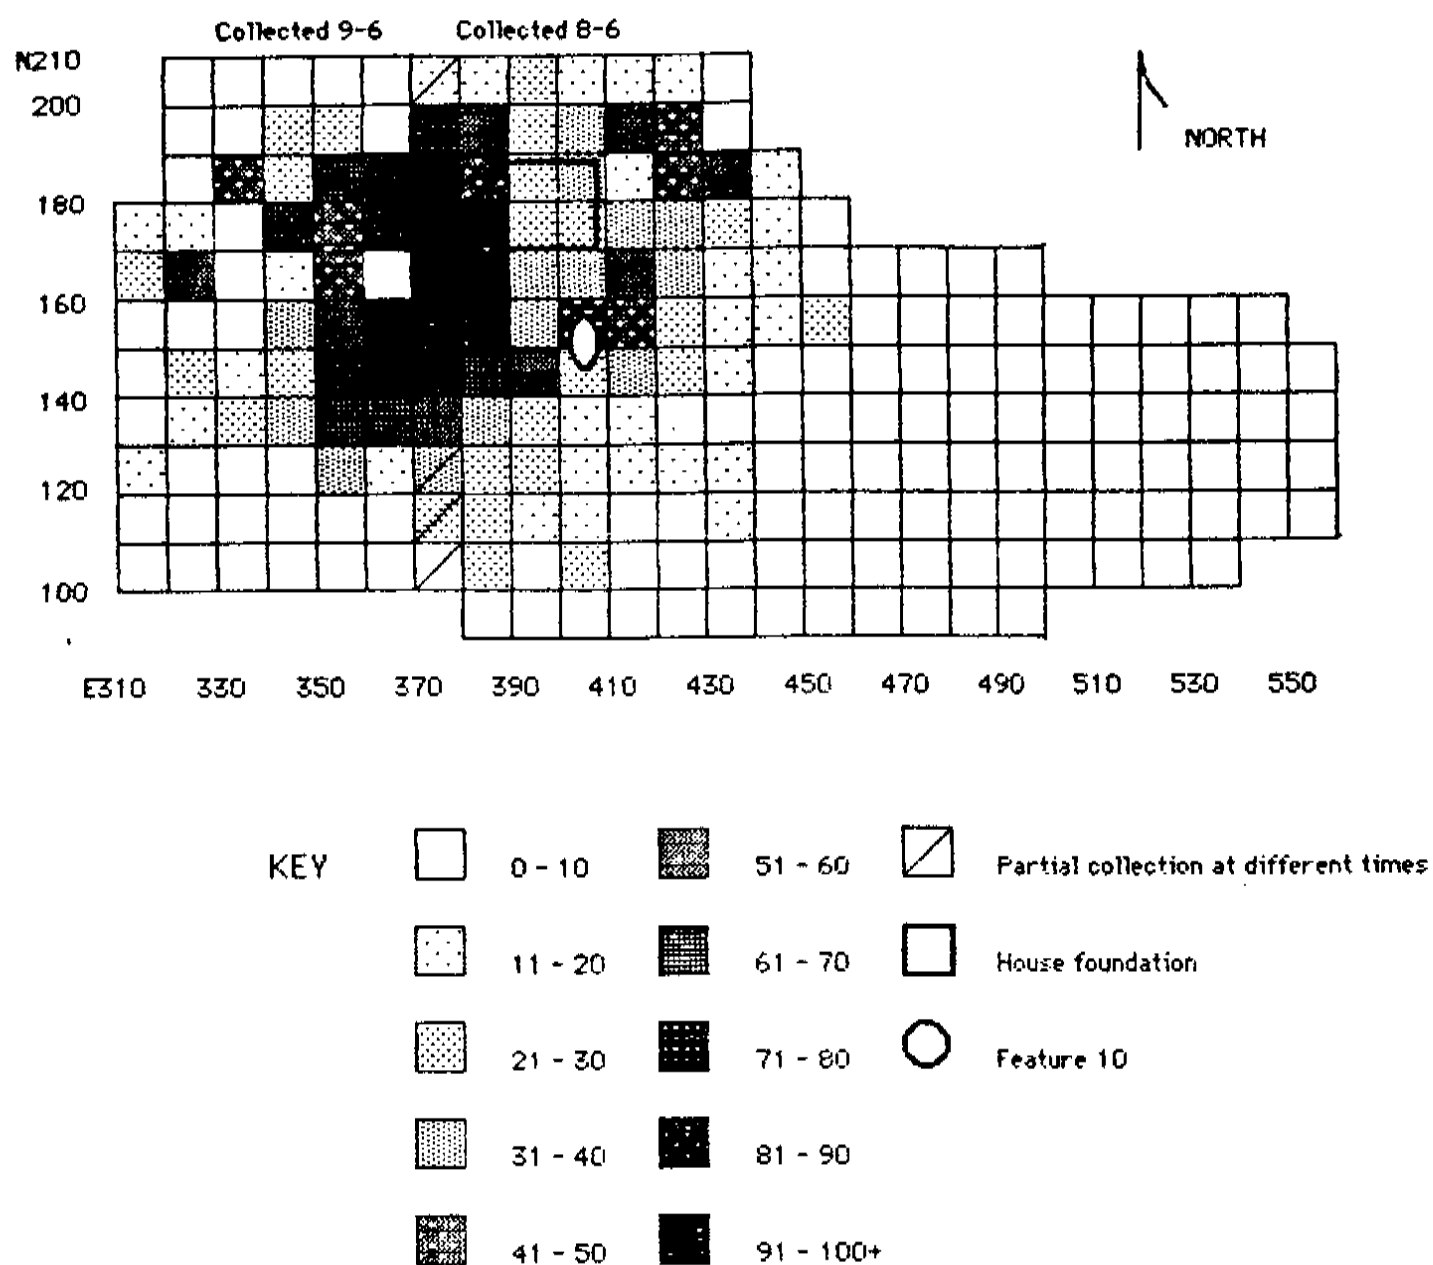 Collected 9-6 Collected 8-6
N210
200
NORTH
180
160
140
120
100
E310 330 350 370 390 410 430 450 470 490 510 530 550
KEY
0 - 10 51 - 60 Partial collection at different times
11 - 20 61 - 70 House foundation
21 - 30 71 - 80 Feature 10
31 - 40 81 - 90
41 - 50 91 - 100+